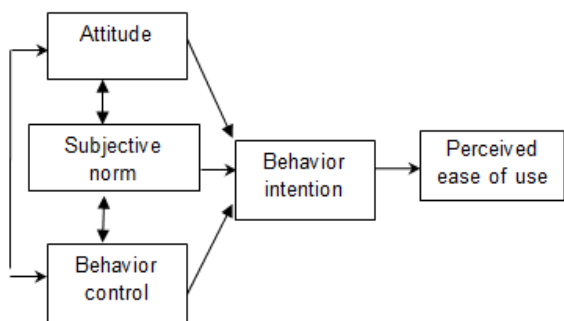 Attitude
Subjective
norm
Behavior
control
Behavior
intention
Perceived
ease of use